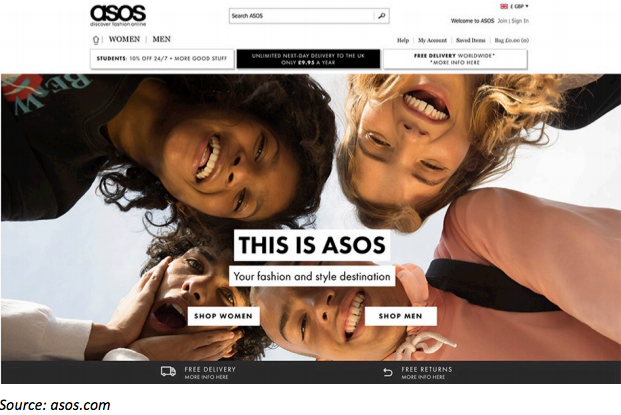 asos
discover fashion online
Search ASOS
£ GBP
Welcome to ASOS Join | Sign In
WOMEN | MEN
Help | My Account | Saved Items | Bag £0.00 (0)
STUDENTS: 10% OFF 24/7 + MORE GOOD STUFF
UNLIMITED NEXT-DAY DELIVERY TO THE UK
ONLY £9.95 A YEAR
FREE DELIVERY WORLDWIDE*
*MORE INFO HERE
THIS IS ASOS
Your fashion and style destination
SHOP WOMEN
SHOP MEN
FREE DELIVERY
MORE INFO HERE
FREE RETURNS
MORE INFO HERE
Source: asos.com